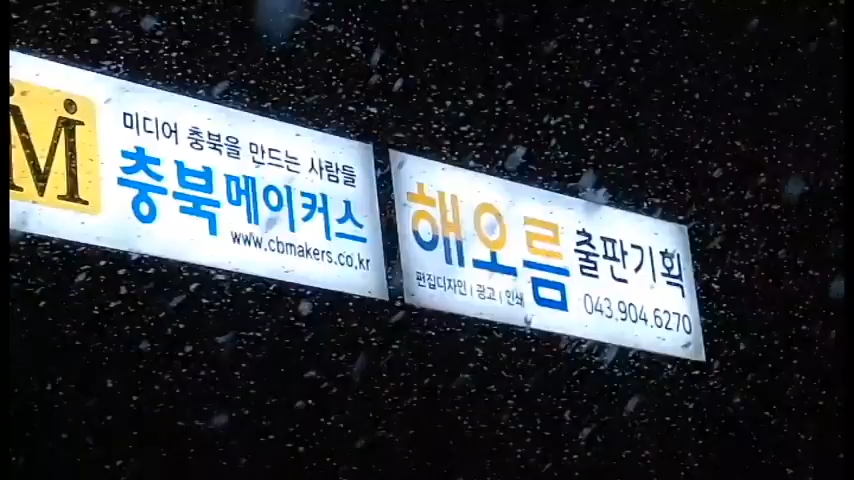 Mi
미디어 충북을 만드는 사람들
충북메이커스
www.cbmakers.co.kr
해오름 출판기획
편집디자인 | 광고 | 인쇄
043.904.6270